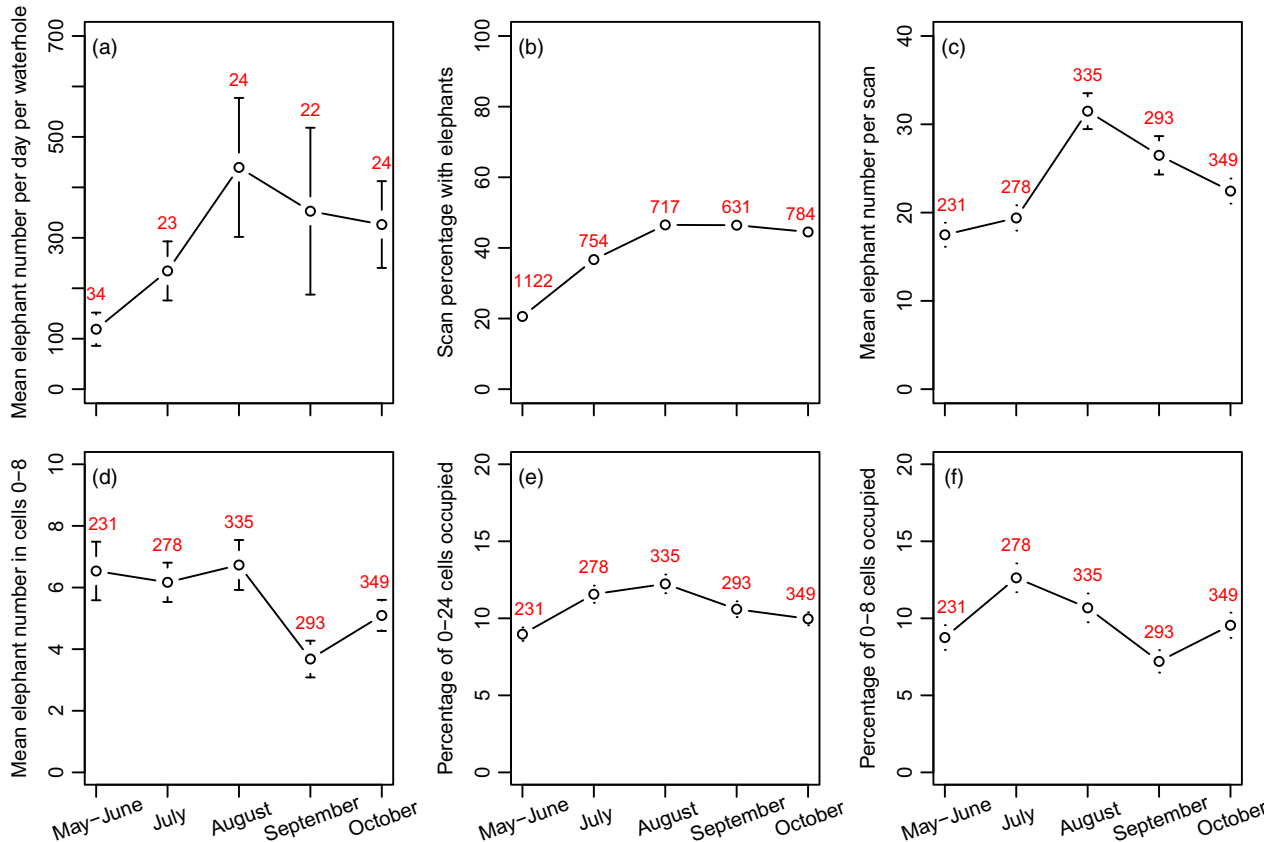 (a)
Mean elephant number per day per waterhole
700
500
300
100
0
34
23
24
22
24
(b)
Scan percentage with elephants
100
80
60
40
20
0
1122
754
717
631
784
(c)
Mean elephant number per scan
40
30
20
10
0
231
278
335
293
349
(d)
Mean elephant number in cells 0−8
10
8
6
4
2
0
231
278
335
293
349
May−June
July
August
September
October
(e)
Percentage of 0−24 cells occupied
20
15
10
5
0
231
278
335
293
349
May−June
July
August
September
October
(f)
Percentage of 0−8 cells occupied
20
15
10
5
0
231
278
335
293
349
May−June
July
August
September
October